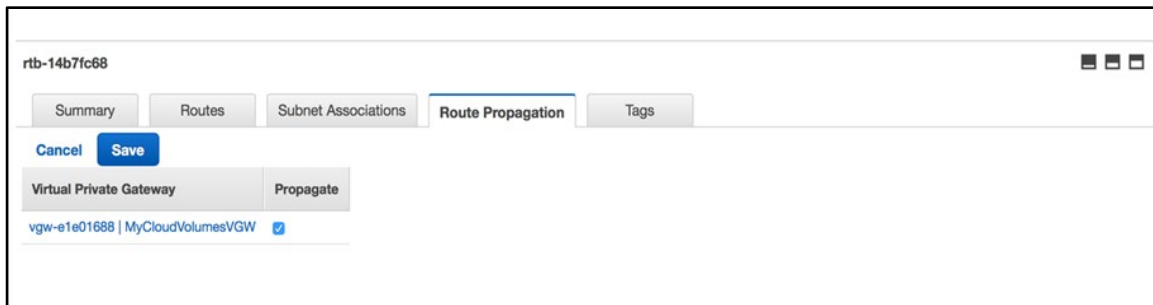 rtb-14b7fc68
Summary Routes Subnet Associations Route Propagation Tags
Cancel Save
Virtual Private Gateway Propagate
vgw-e1e01688 | MyCloudVolumesVGW